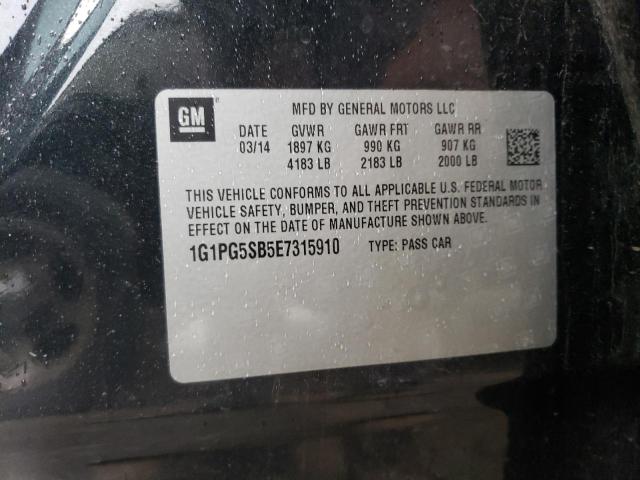 GM
MFD BY GENERAL MOTORS LLC
DATE GVWR GAWR FRT GAWR RR
03/14 1897 KG 990 KG 907 KG
4183 LB 2183 LB 2000 LB
THIS VEHICLE CONFORMS TO ALL APPLICABLE U.S. FEDERAL MOTOR
VEHICLE SAFETY, BUMPER, AND THEFT PREVENTION STANDARDS IN
EFFECT ON THE DATE OF MANUFACTURE SHOWN ABOVE.
1G1PG5SB5E7315910 TYPE: PASS CAR